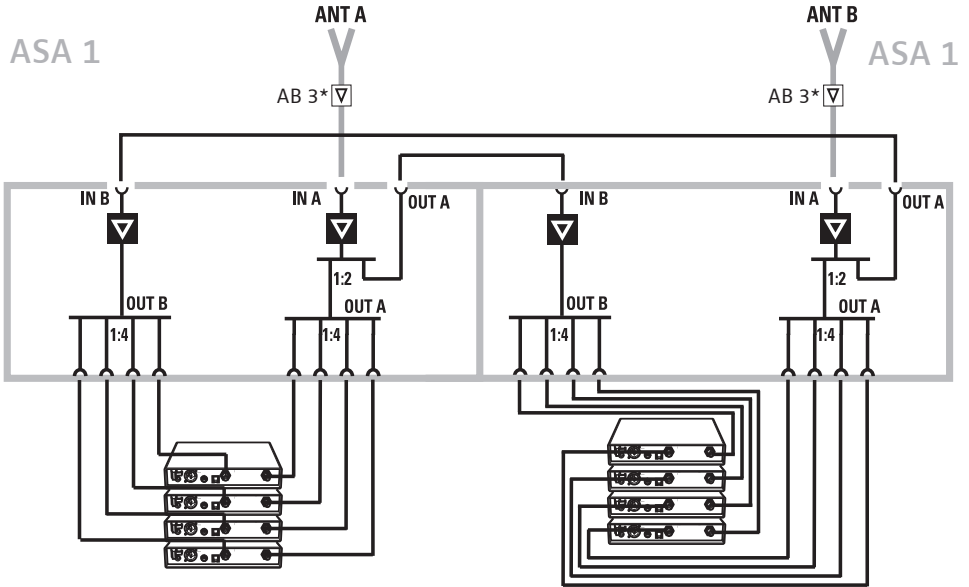 ANT A
ANT B
ASA 1
ASA 1
AB 3*
AB 3*
IN B
IN A
OUT A
IN B
IN A
OUT A
1:2
1:2
OUT B
OUT A
OUT B
OUT A
1:4
1:4
1:4
1:4